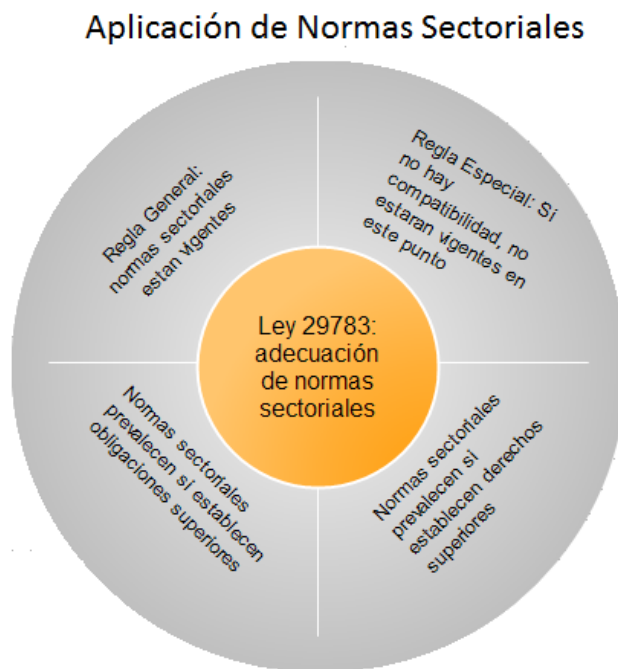 Aplicación de Normas Sectoriales
Regla General:
normas sectoriales
estan vigentes
Regla Especial: Si
no hay
compatibilidad, no
estaran vigentes en
este punto
Ley 29783:
adecuación
de normas
sectoriales
Normas sectoriales
prevalecen si establecen
obligaciones superiores
Normas sectoriales
prevalecen si
establecen derechos
superiores